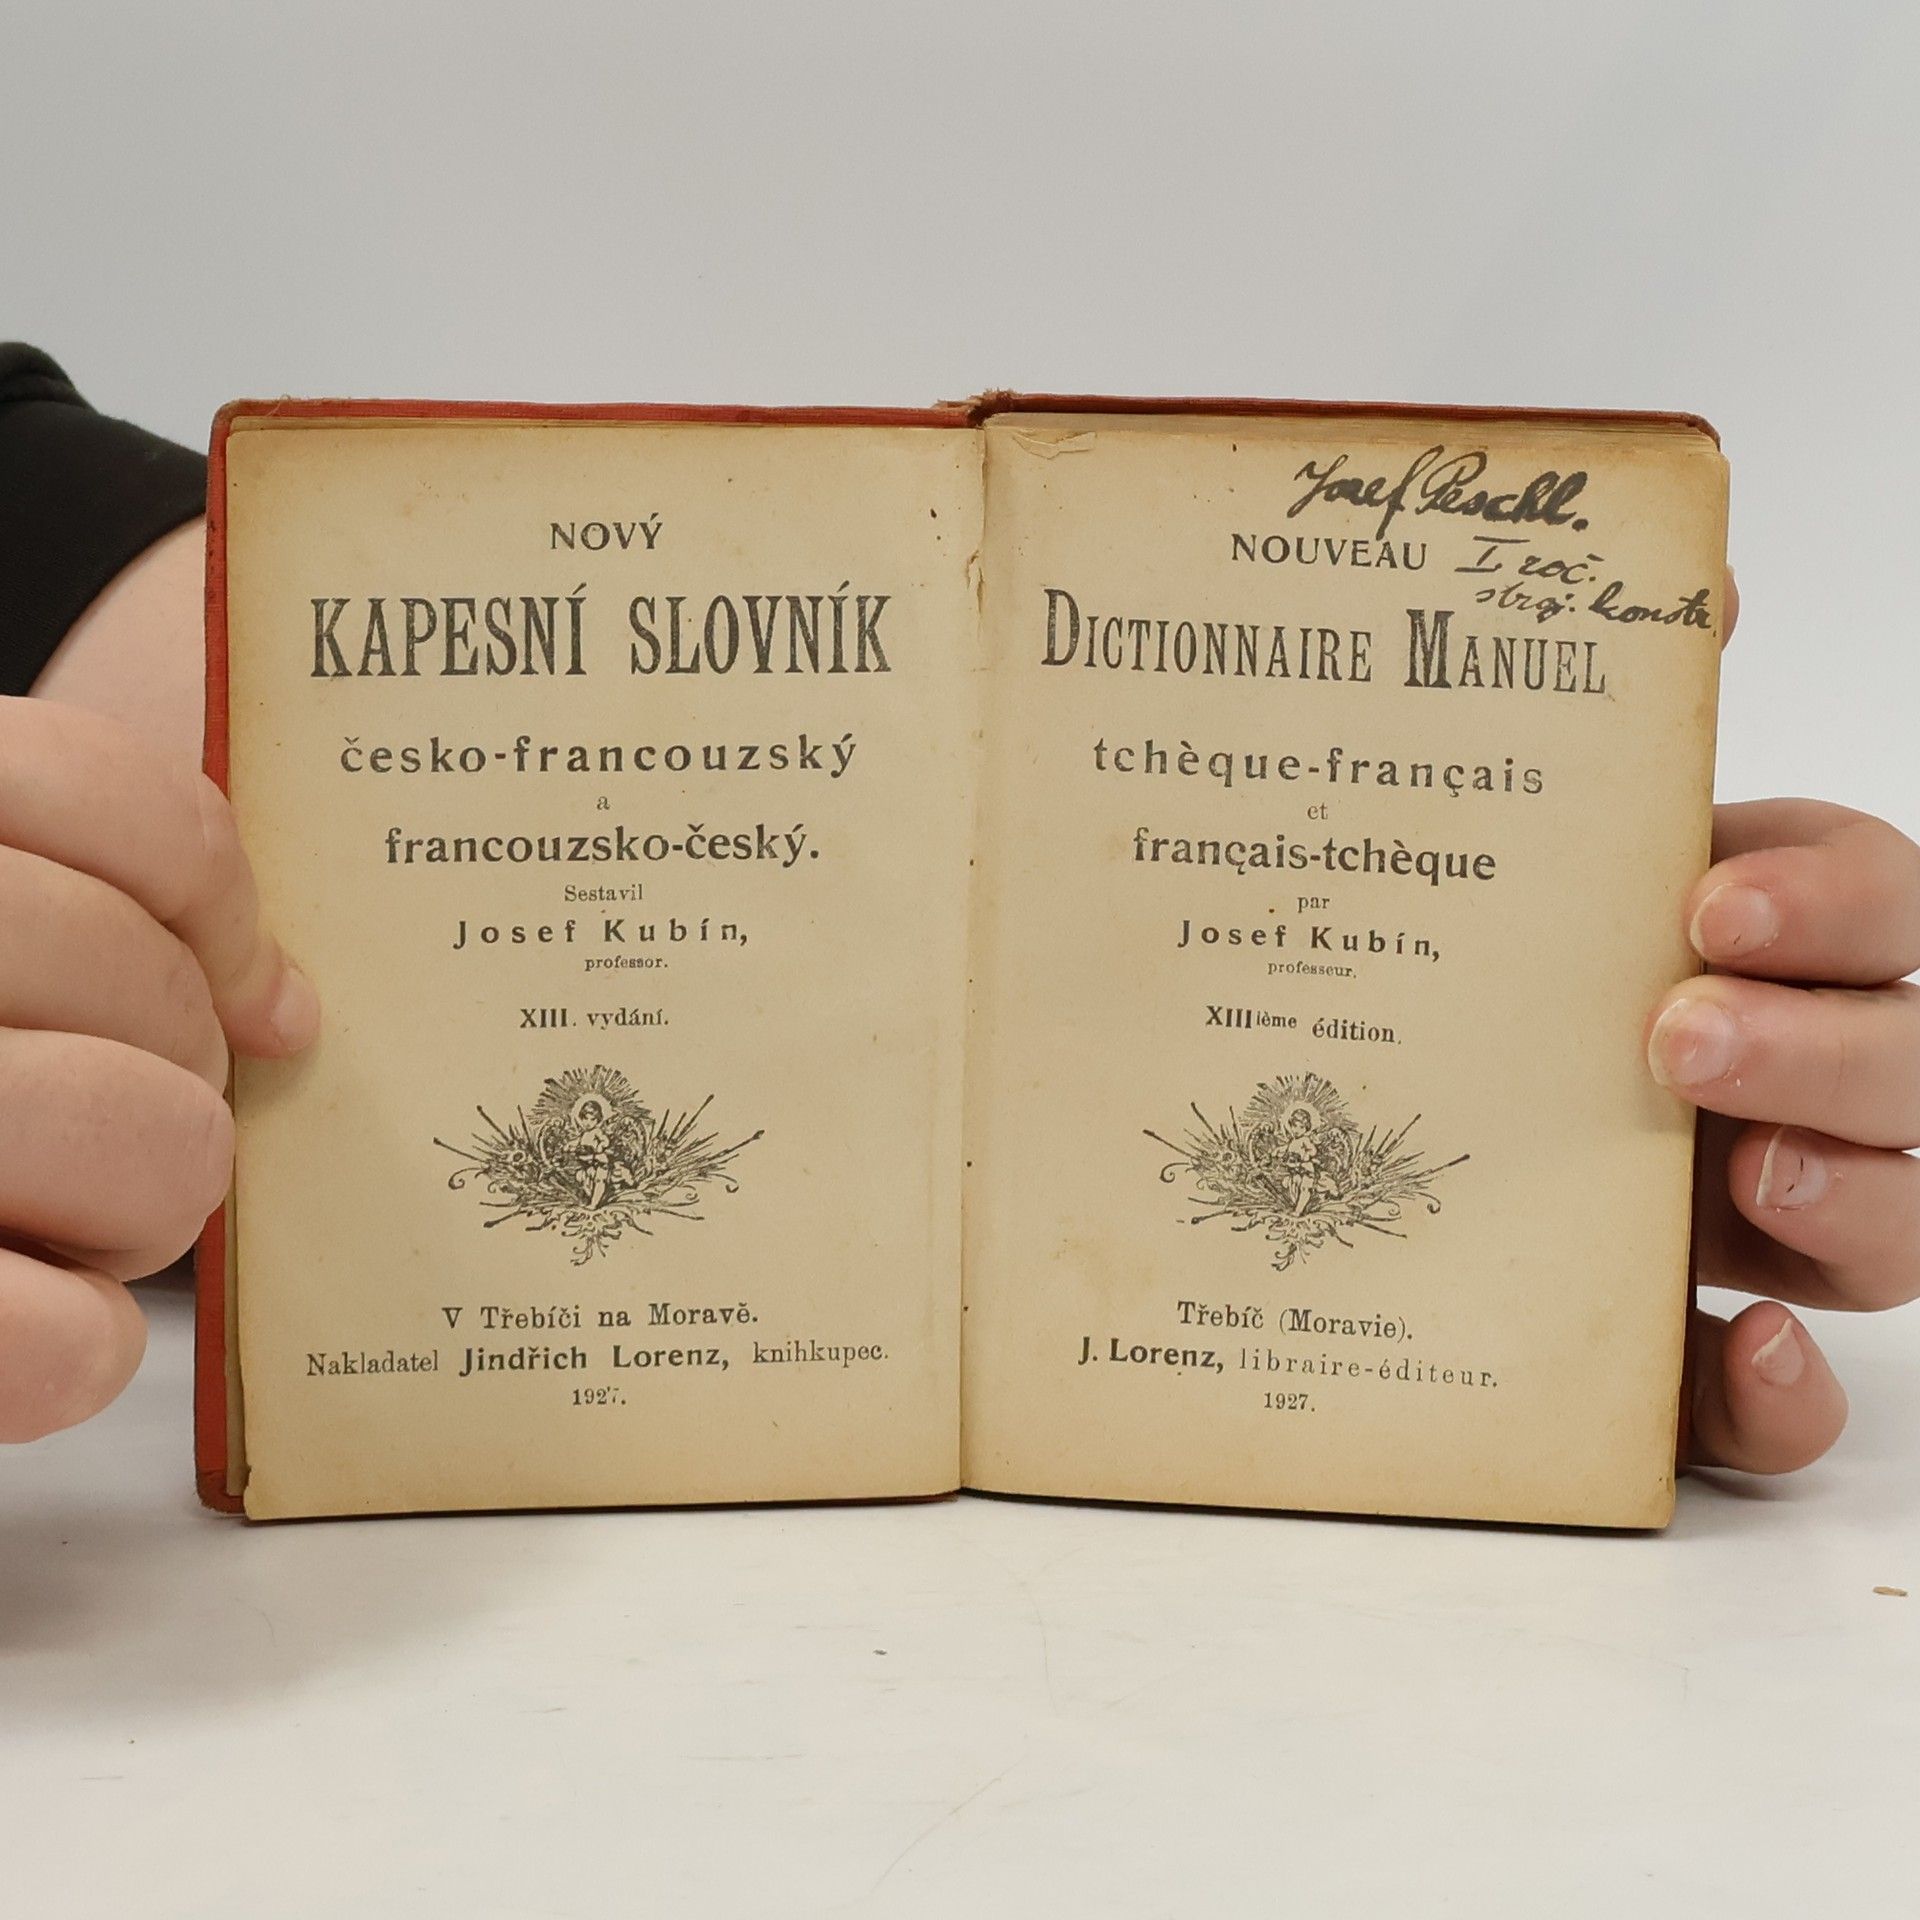 NOVÝ
KAPESNÍ SLOVNÍK
česko-francouzský
a
francouzsko-český.
Sestavil
Josef Kubín,
professor.
XIII. vydání.
V Třebíči na Moravě.
Nakladatel Jindřich Lorenz, knihkupec.
1927.
Josef Peschl.
I. roč.
stroj. konstr.
NOUVEAU
DICTIONNAIRE MANUEL
tchèque-français
et
français-tchèque
par
Josef Kubín,
professeur.
XIIIième édition.
Třebíč (Moravie).
J. Lorenz, libraire-éditeur.
1927.